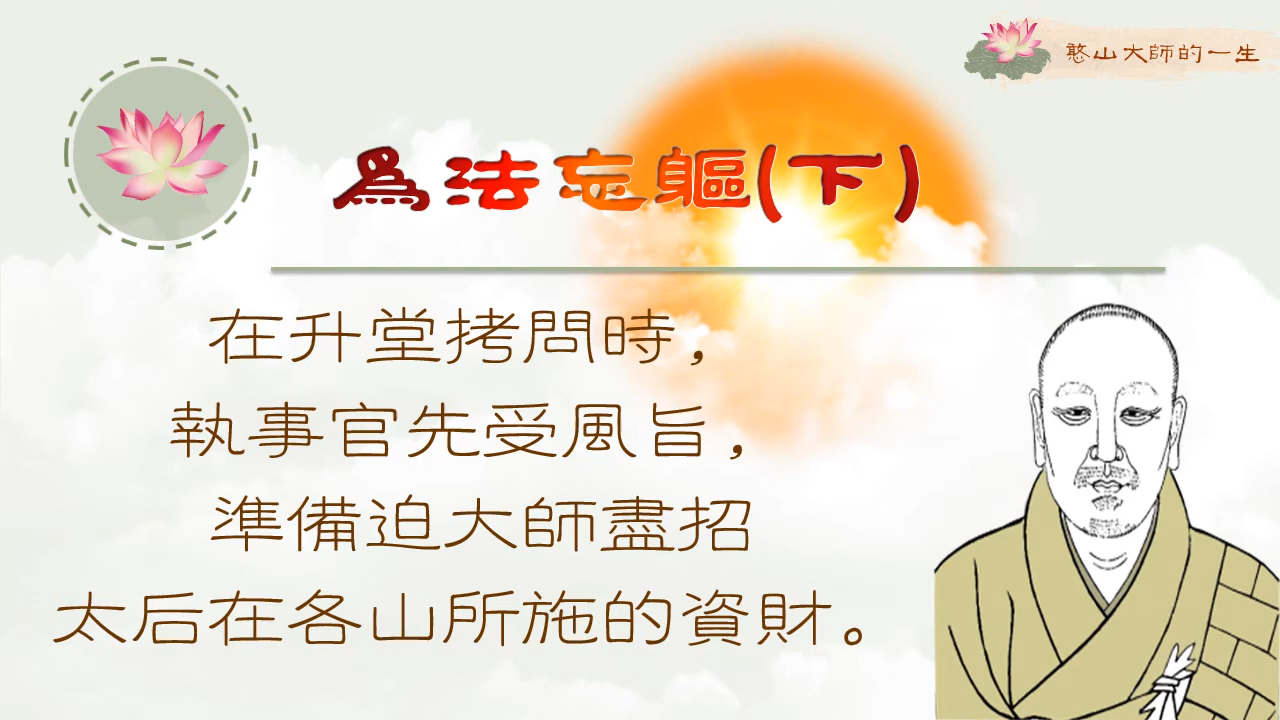 憨山大師的一生
為法忘軀(下)
在升堂拷問時，
執事官先受風旨，
準備迫大師盡招
太后在各山所施的資財。